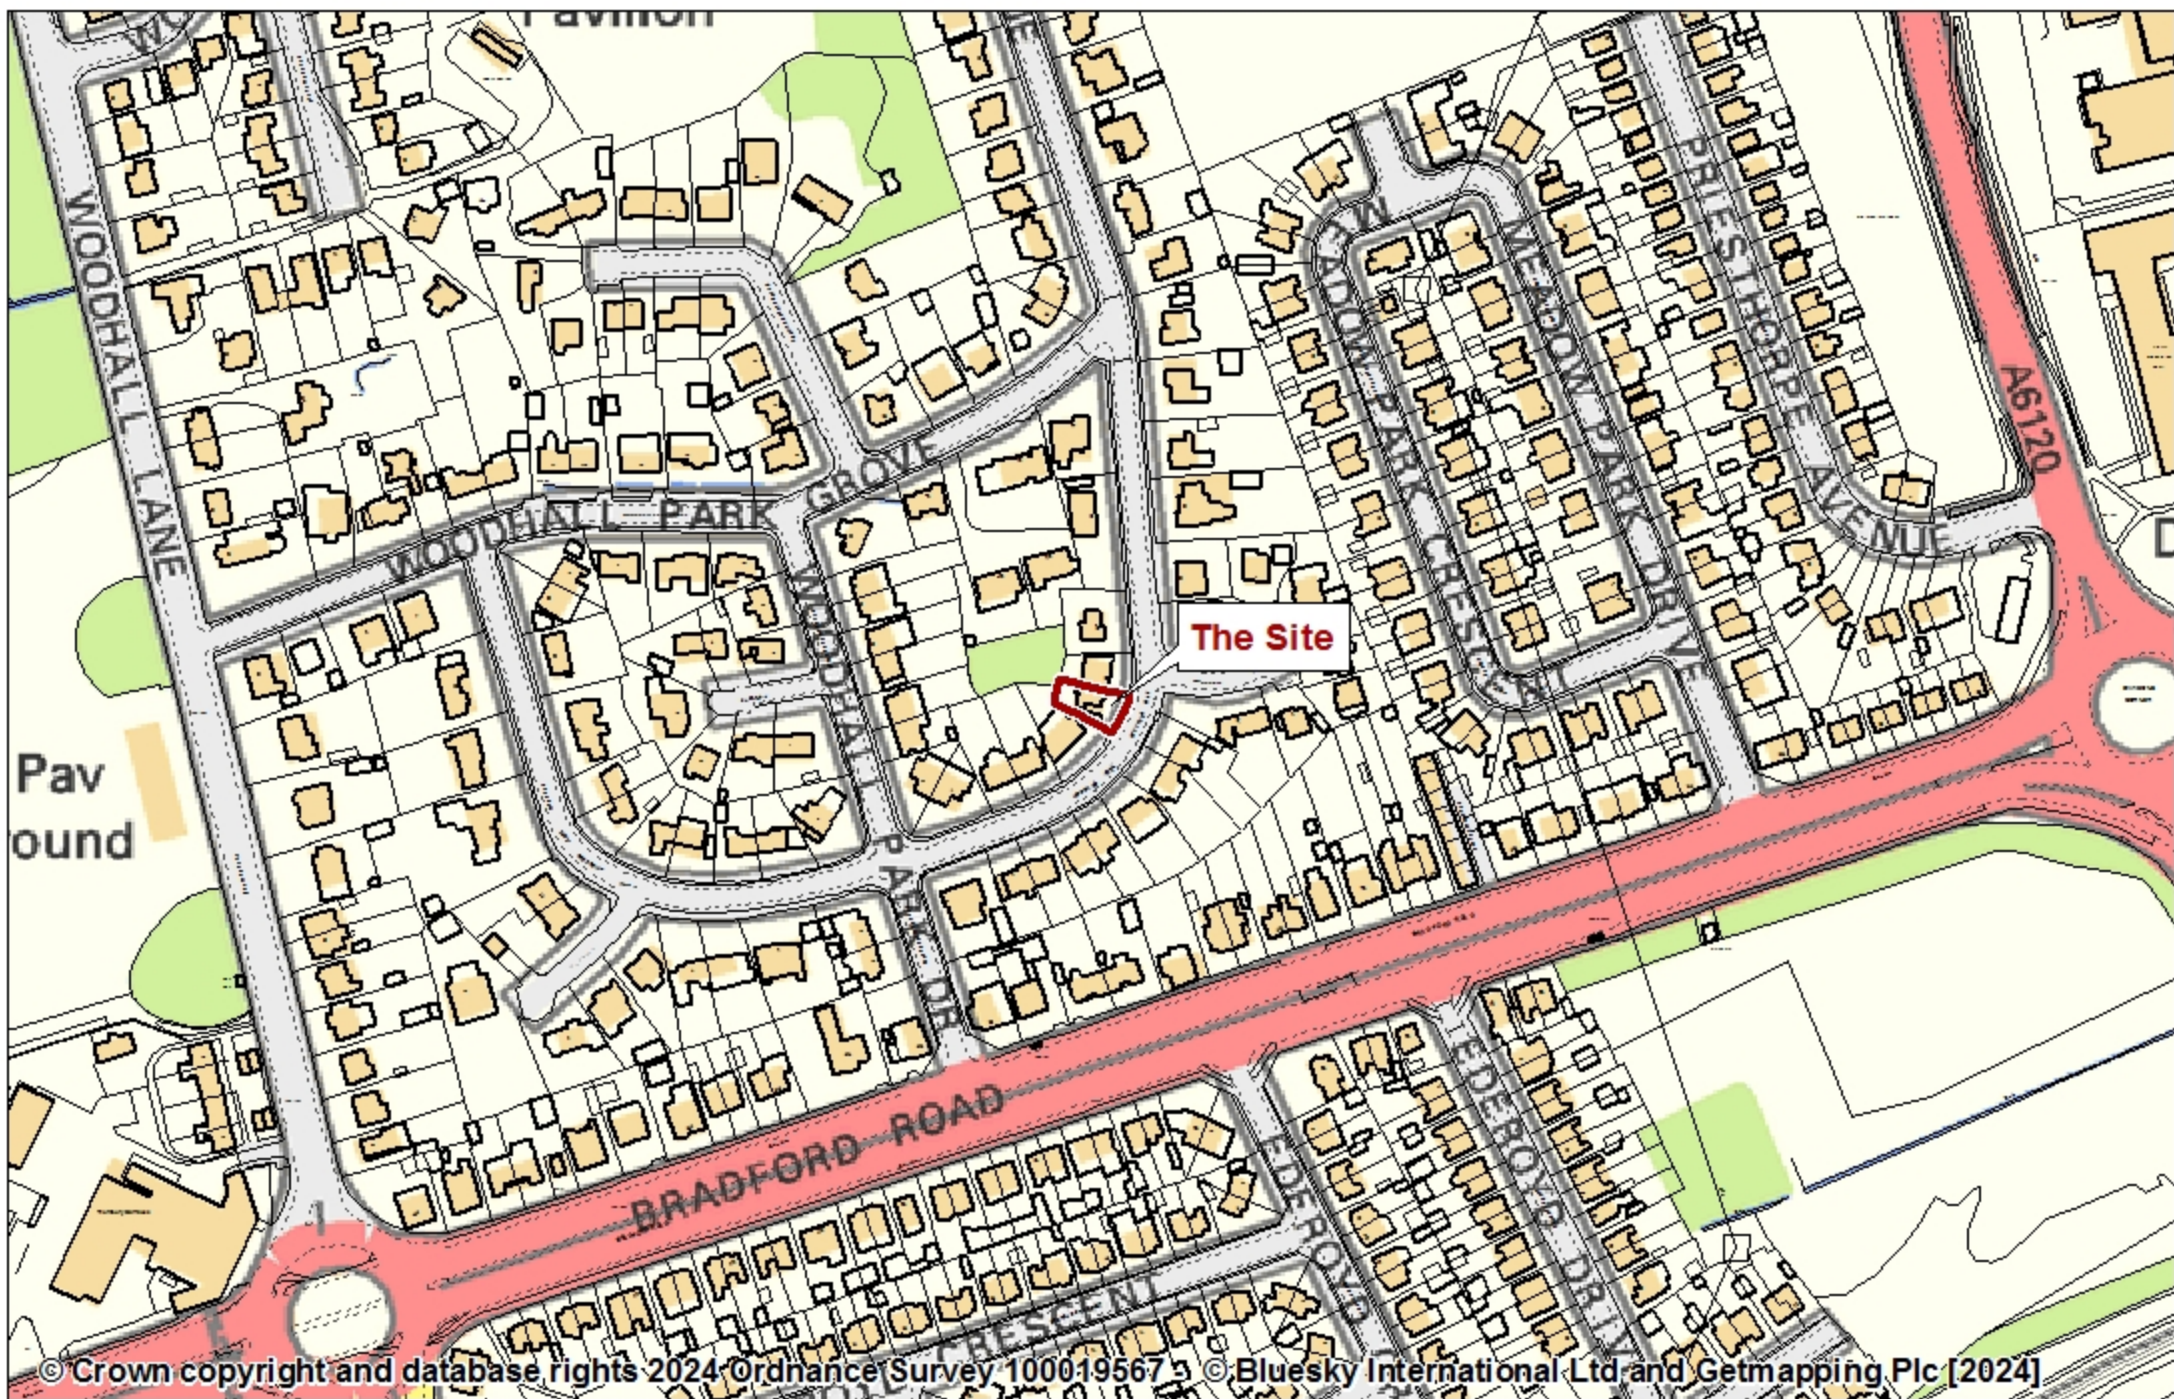 Pavilion
WOODHALL LANE
WOODHALL PARK GROVE
WOODHALL PARK DR
MEADOW PARK CRESCENT
MEADOW PARK DRIVE
PRIESTHORPE AVENUE
A6120
D
The Site
Pav
round
BRADFORD ROAD
EDEROYD
EDEROYD DRIVE
CRESCENT
© Crown copyright and database rights 2024 Ordnance Survey 100019567 - © Bluesky International Ltd and Getmapping Plc [2024]